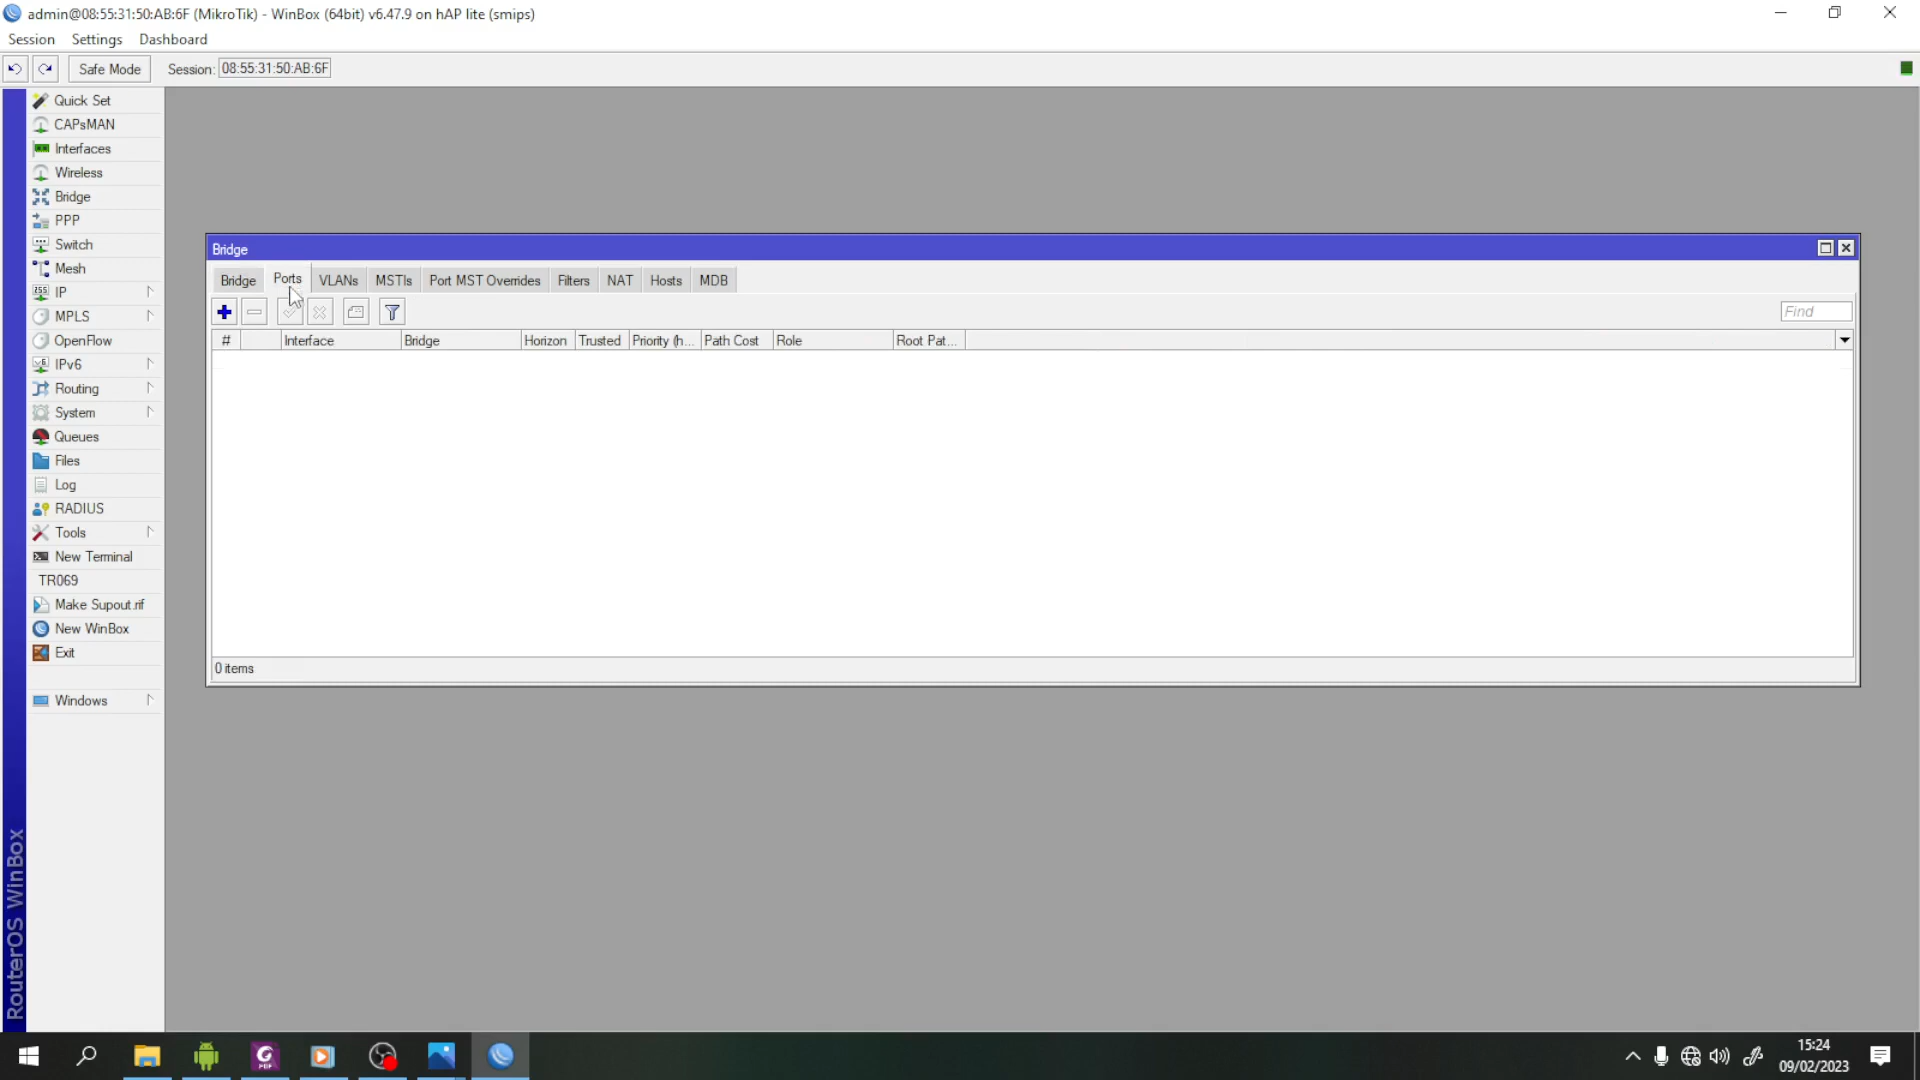 admin@08:55:31:50:AB:6F (MikroTik) - WinBox (64bit) v6.47.9 on hAP lite (smips)
Session Settings Dashboard
Safe Mode Session: 08:55:31:50:AB:6F
Quick Set
CAPsMAN
Interfaces
Wireless
Bridge
PPP
Switch
Mesh
IP
MPLS
OpenFlow
IPv6
Routing
System
Queues
Files
Log
RADIUS
Tools
New Terminal
TR069
Make Supout.rif
New WinBox
Exit
Windows
RouterOS WinBox
Bridge
Bridge Ports VLANs MSTIs Port MST Overrides Filters NAT Hosts MDB
Find
# Interface Bridge Horizon Trusted Priority (h... Path Cost Role Root Pat...
0 items
15:24
09/02/2023